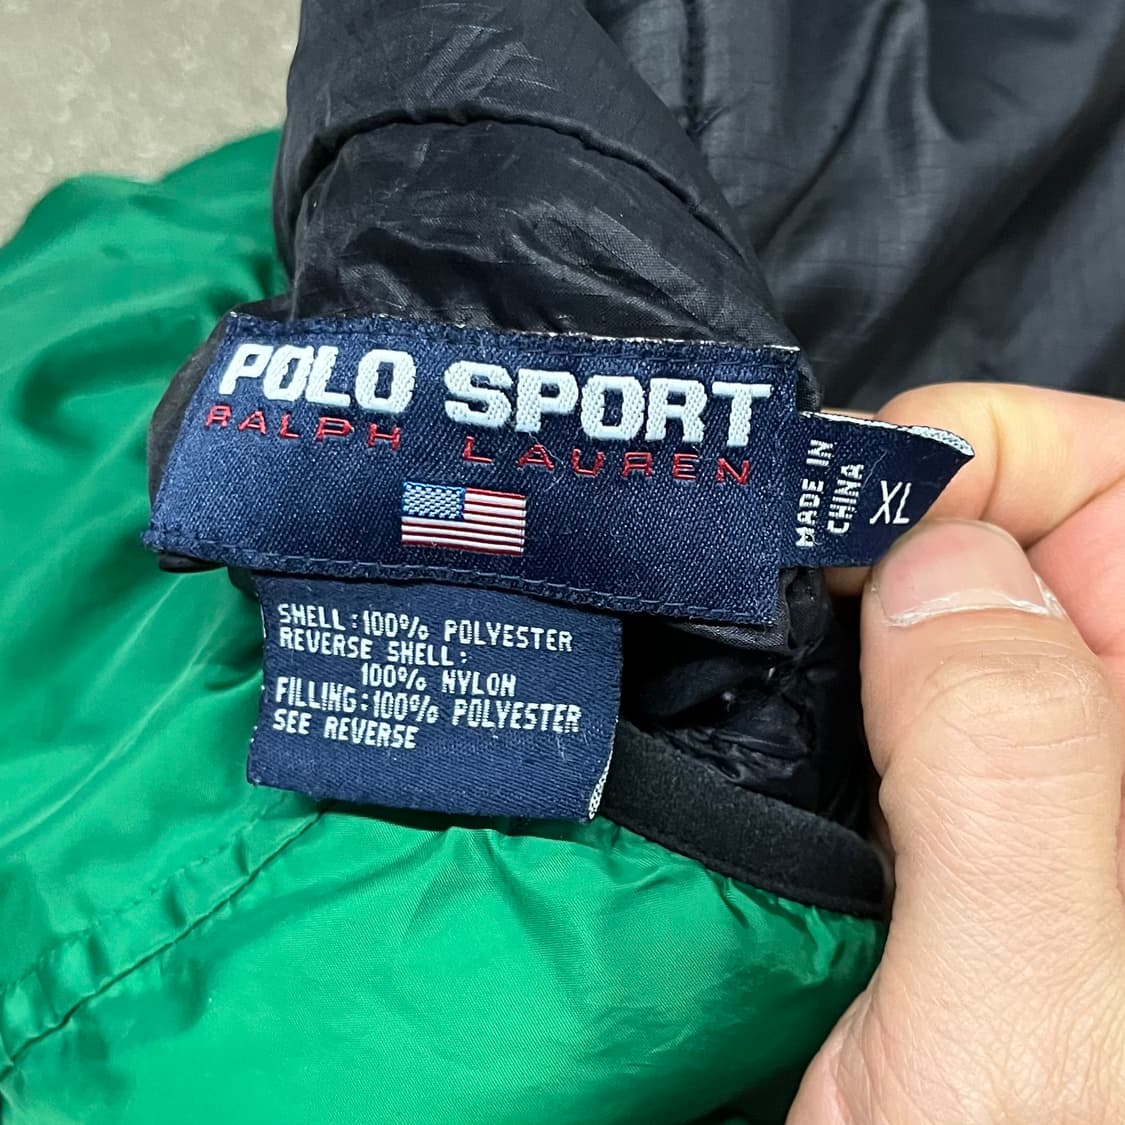 POLO SPORT
RALPH LAUREN
MADE IN
CHINA
XL
SHELL:100% POLYESTER
REVERSE SHELL:
100% NYLON
FILLING:100% POLYESTER
SEE REVERSE